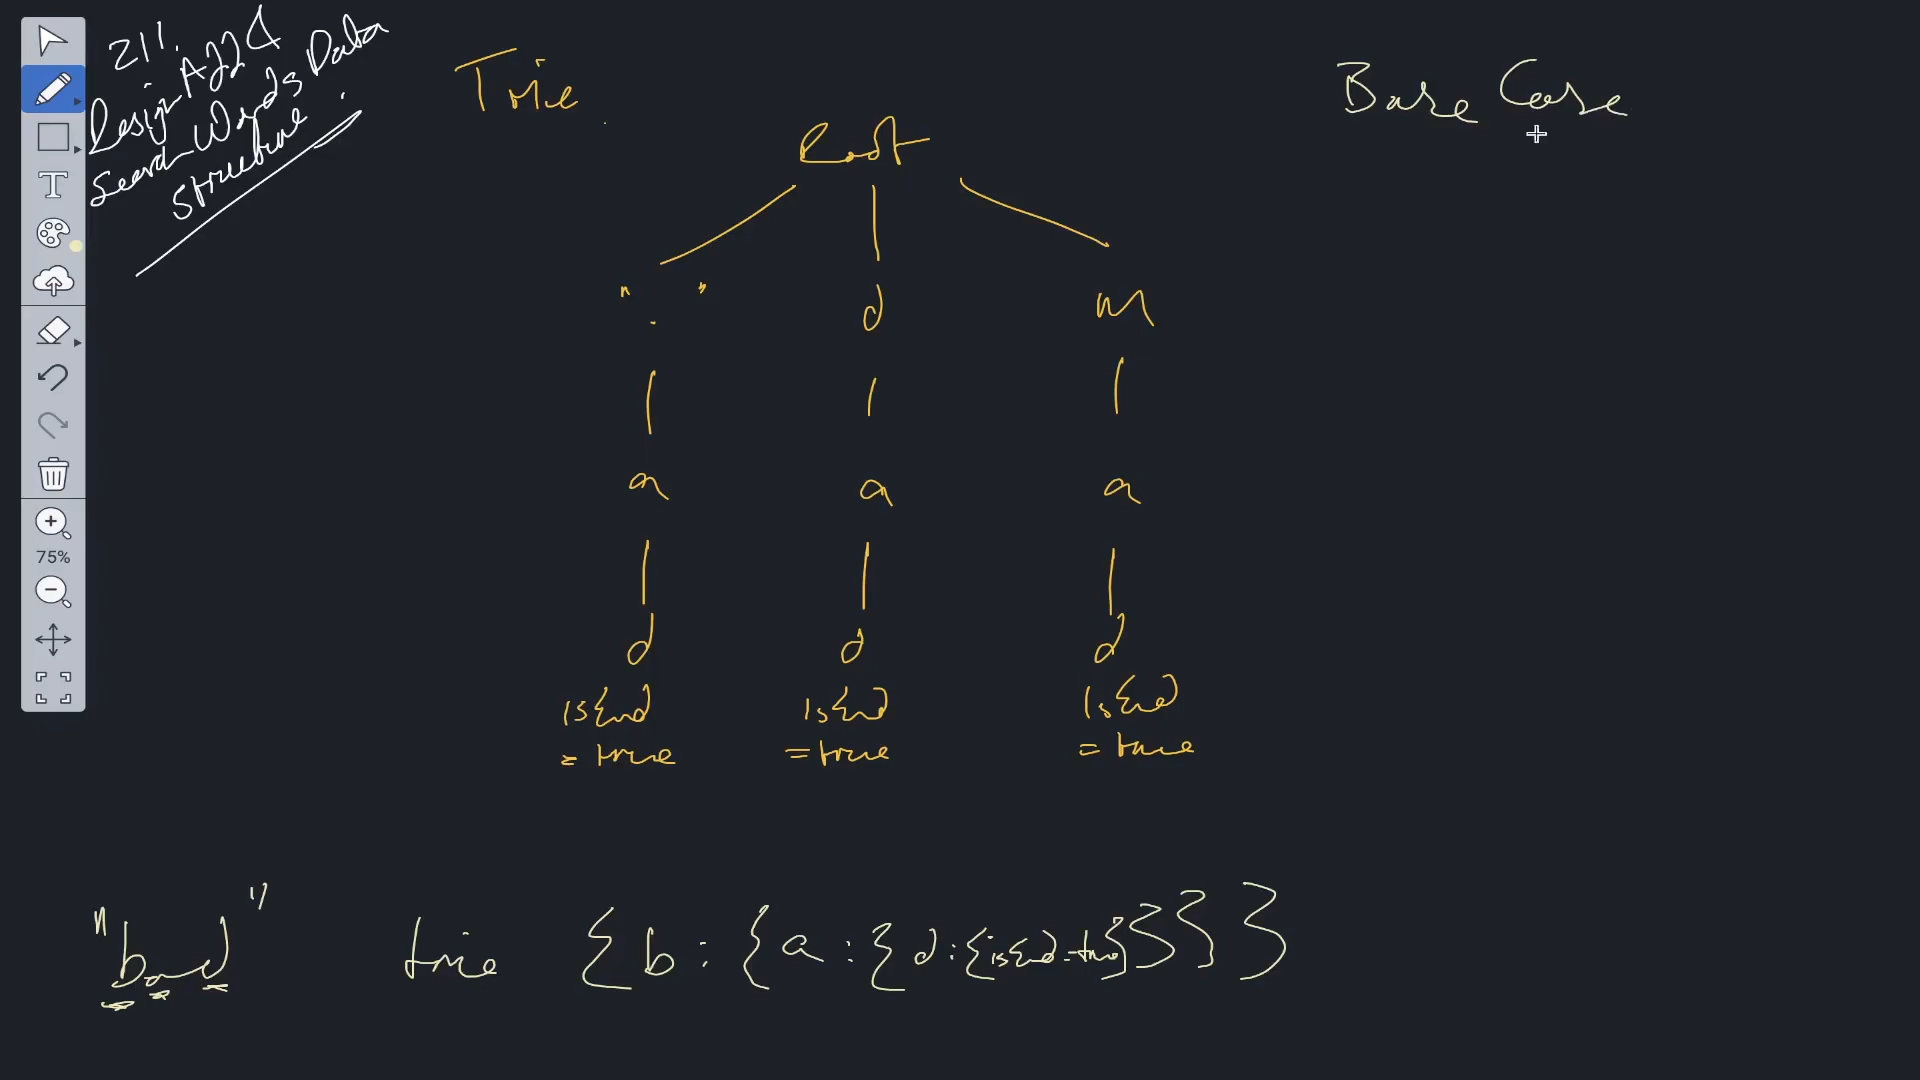 211.
Design Add &
Search Words Data
Structure.
Trie
Root
" . " d m
a a a
d d d
isEnd isEnd isEnd
= true = true = true
Base Case
75%
"bad" trie {b:{a:{d:{isEnd=true}}}}